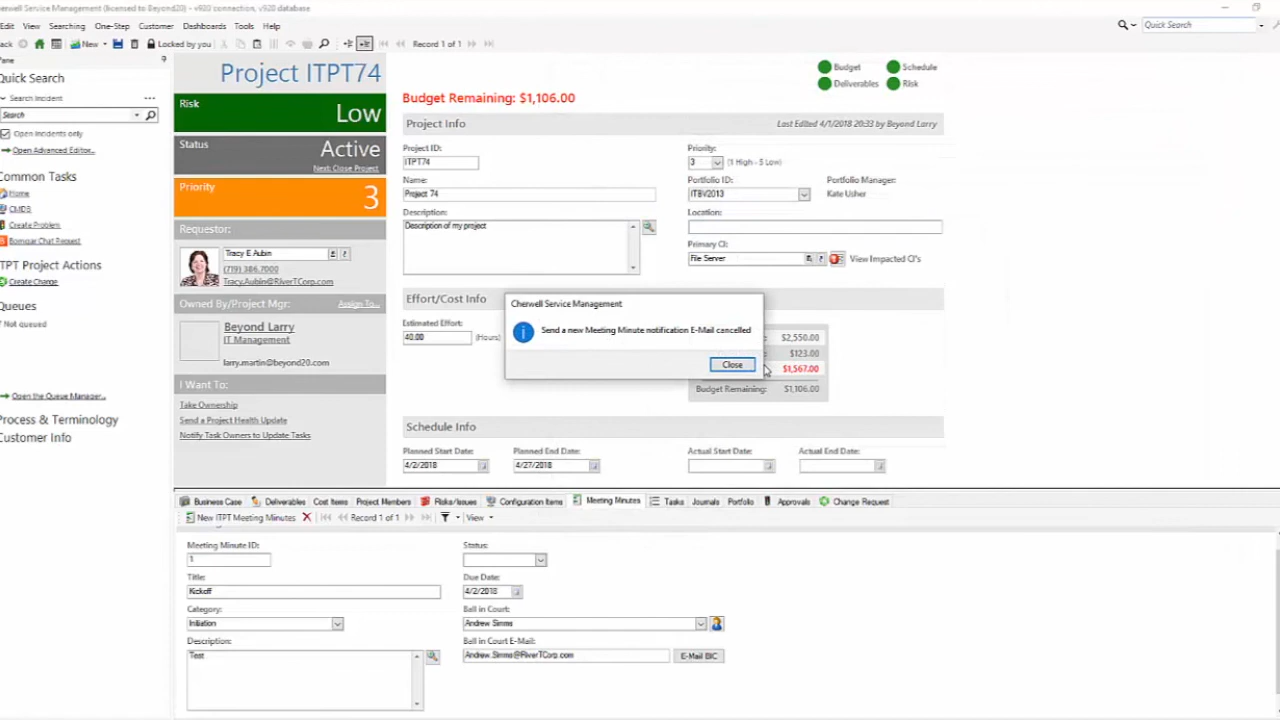 herwell Service Management (licensed to Beyond20) - v920 connection, v920 database
Edit View Searching One-Step Customer Dashboards Tools Help
Quick Search
ack New Locked by you Record 1 of 1
Pane
Quick Search
Search Incident ...
Search
Open Incidents only
Open Advanced Editor...
Common Tasks
Home
CMDB
Create Problem
Bomgar Chat Request
TPT Project Actions
Create Change
Queues
Not queued
Open the Queue Manager...
Process & Terminology
Customer Info
Project ITPT74
Risk
Low
Status
Active
Next: Close Project
Priority
3
Requestor:
Tracy E Aubin
(719) 386.7000
Tracy.Aubin@RiverTCorp.com
Owned By/Project Mgr: Assign To...
Beyond Larry
IT Management
larry.martin@beyond20.com
I Want To:
Take Ownership
Send a Project Health Update
Notify Task Owners to Update Tasks
Budget Schedule
Deliverables Risk
Budget Remaining: $1,106.00
Project Info Last Edited 4/1/2018 20:33 by Beyond Larry
Project ID: Priority:
ITPT74 3 (1 High - 5 Low)
Name: Portfolio ID: Portfolio Manager:
Project 74 ITBV2013 Kate Usher
Description: Location:
Description of my project
Primary CI:
File Server View Impacted CI's
Effort/Cost Info
Estimated Effort:
40.00 (Hours)
$2,550.00
$123.00
$1,567.00
Budget Remaining: $1,106.00
Cherwell Service Management
Send a new Meeting Minute notification E-Mail cancelled
Close
Schedule Info
Planned Start Date: Planned End Date: Actual Start Date: Actual End Date:
4/2/2018 4/27/2018
Business Case Deliverables Cost Items Project Members Risks/Issues Configuration Items Meeting Minutes Tasks Journals Portfolio Approvals Change Request
New ITPT Meeting Minutes Record 1 of 1 View
Meeting Minute ID: Status:
1
Title: Due Date:
Kickoff 4/2/2018
Category: Ball in Court:
Initiation Andrew Simms
Description: Ball in Court E-Mail:
Test Andrew.Simms@RiverTCorp.com E-Mail BIC